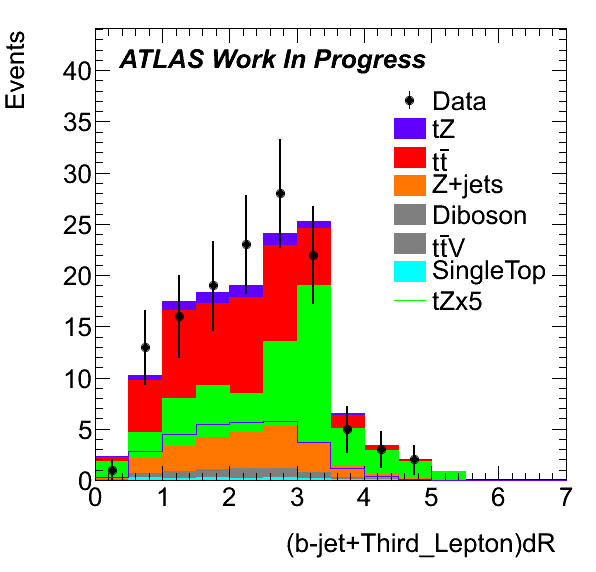 Events
ATLAS Work In Progress
Data
tZ
tt̄
Z+jets
Diboson
tt̄V
SingleTop
tZx5
40
35
30
25
20
15
10
5
0
0 1 2 3 4 5 6 7
(b-jet+Third_Lepton)dR